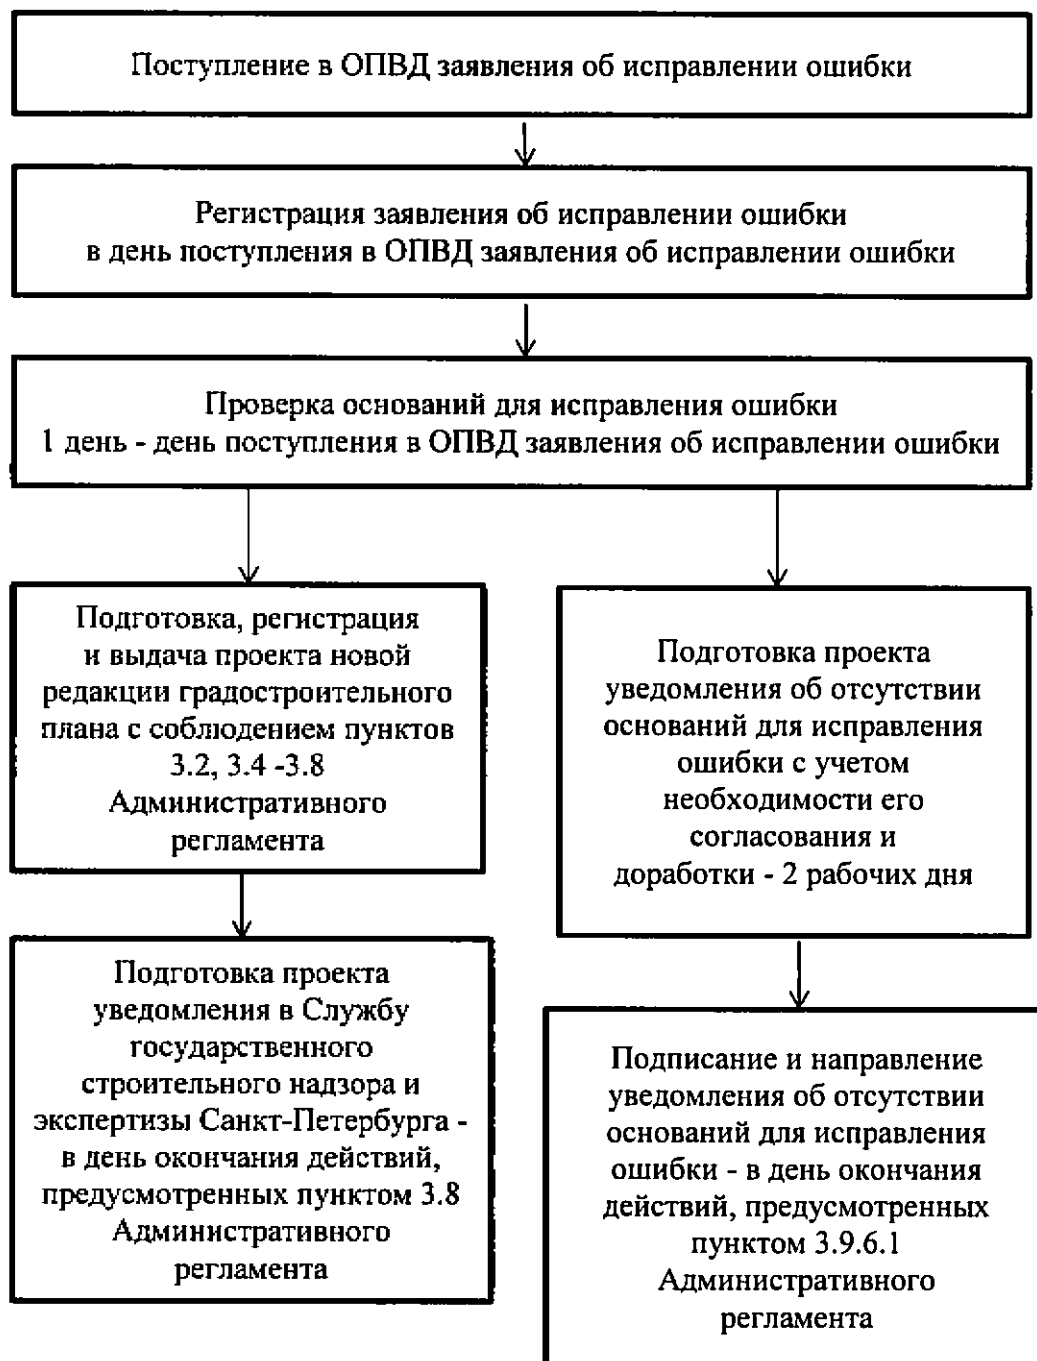 Поступление в ОПВД заявления об исправлении ошибки
Регистрация заявления об исправлении ошибки
в день поступления в ОПВД заявления об исправлении ошибки
Проверка оснований для исправления ошибки
1 день - день поступления в ОПВД заявления об исправлении ошибки
Подготовка, регистрация
и выдача проекта новой
редакции градостроительного
плана с соблюдением пунктов
3.2, 3.4 -3.8
Административного
регламента
Подготовка проекта
уведомления об отсутствии
оснований для исправления
ошибки с учетом
необходимости его
согласования и
доработки - 2 рабочих дня
Подготовка проекта
уведомления в Службу
государственного
строительного надзора и
экспертизы Санкт-Петербурга -
в день окончания действий,
предусмотренных пунктом 3.8
Административного
регламента
Подписание и направление
уведомления об отсутствии
оснований для исправления
ошибки - в день окончания
действий, предусмотренных
пунктом 3.9.6.1
Административного
регламента